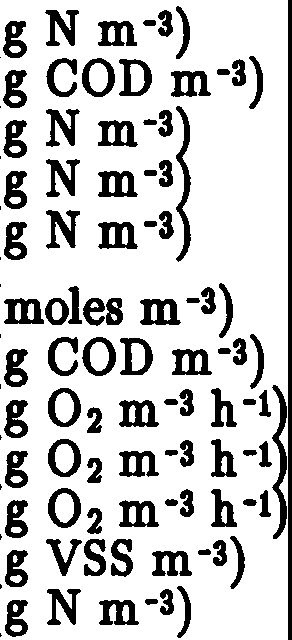 g N m⁻³)
g COD m⁻³)
g N m⁻³)
g N m⁻³)
g N m⁻³)
moles m⁻³)
g COD m⁻³)
g O₂ m⁻³ h⁻¹)
g O₂ m⁻³ h⁻¹)
g O₂ m⁻³ h⁻¹)
g VSS m⁻³)
g N m⁻³)